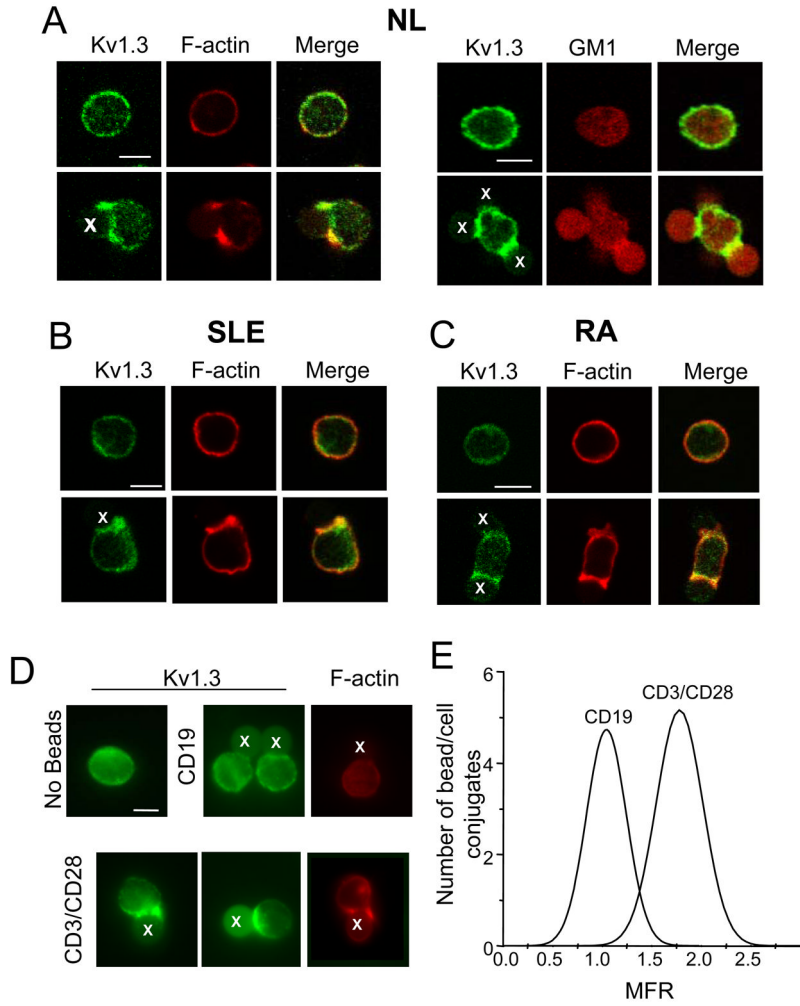 A
NL
Kv1.3 F-actin Merge
Kv1.3 GM1 Merge
X
X
X
X
B
SLE
Kv1.3 F-actin Merge
X
C
RA
Kv1.3 F-actin Merge
X
X
D
Kv1.3
F-actin
No Beads
CD19
X X
X
CD3/CD28
X
X
X
E
Number of bead/cell
conjugates
6
4
2
0
CD19
CD3/CD28
0.0 0.5 1.0 1.5 2.0 2.5
MFR